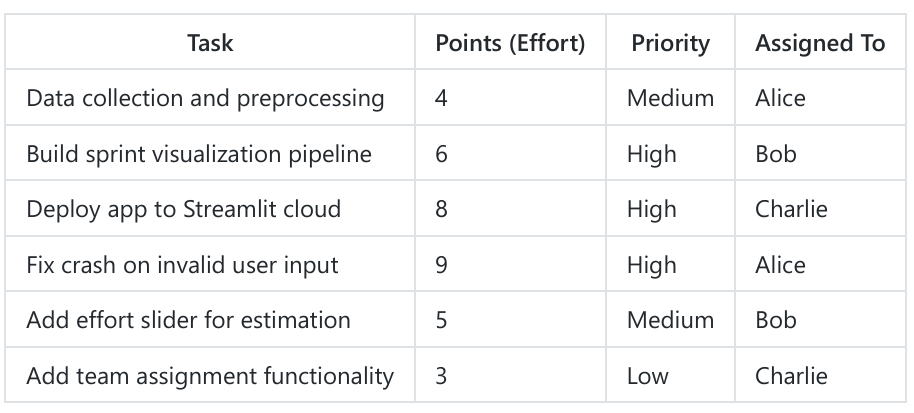 Task Points (Effort) Priority Assigned To
Data collection and preprocessing 4 Medium Alice
Build sprint visualization pipeline 6 High Bob
Deploy app to Streamlit cloud 8 High Charlie
Fix crash on invalid user input 9 High Alice
Add effort slider for estimation 5 Medium Bob
Add team assignment functionality 3 Low Charlie